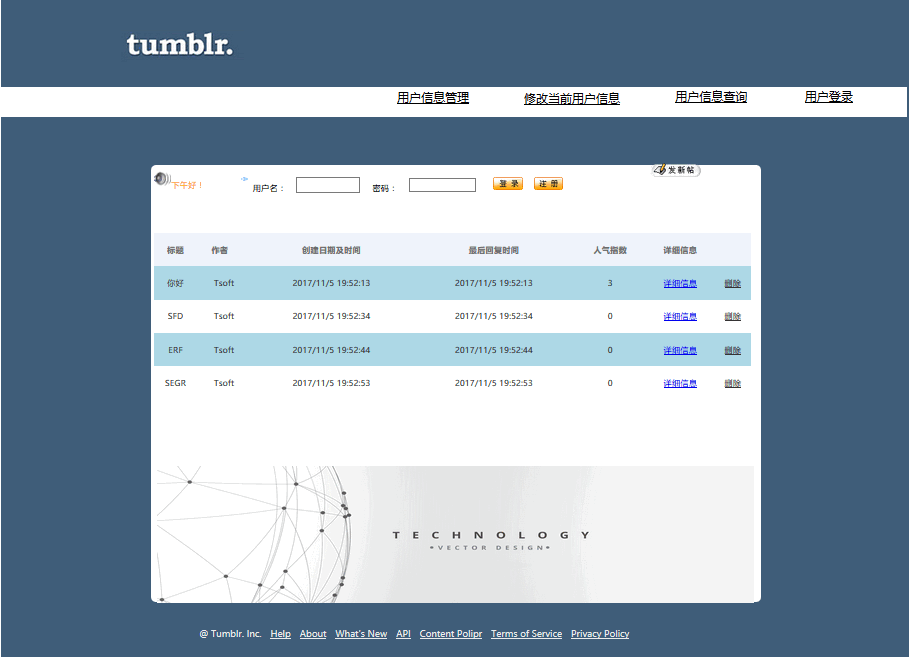 tumblr.
用户信息管理 修改当前用户信息 用户信息查询 用户登录
下午好！ 用户名： 密码： 登 录 注 册 发新帖
标题 作者 创建日期及时间 最后回复时间 人气指数 详细信息
你好 Tsoft 2017/11/5 19:52:13 2017/11/5 19:52:13 3 详细信息 删除
SFD Tsoft 2017/11/5 19:52:34 2017/11/5 19:52:34 0 详细信息 删除
ERF Tsoft 2017/11/5 19:52:44 2017/11/5 19:52:44 0 详细信息 删除
SEGR Tsoft 2017/11/5 19:52:53 2017/11/5 19:52:53 0 详细信息 删除
TECHNOLOGY
*VECTOR DESIGN*
@ Tumblr. Inc. Help About What's New API Content Polipr Terms of Service Privacy Policy